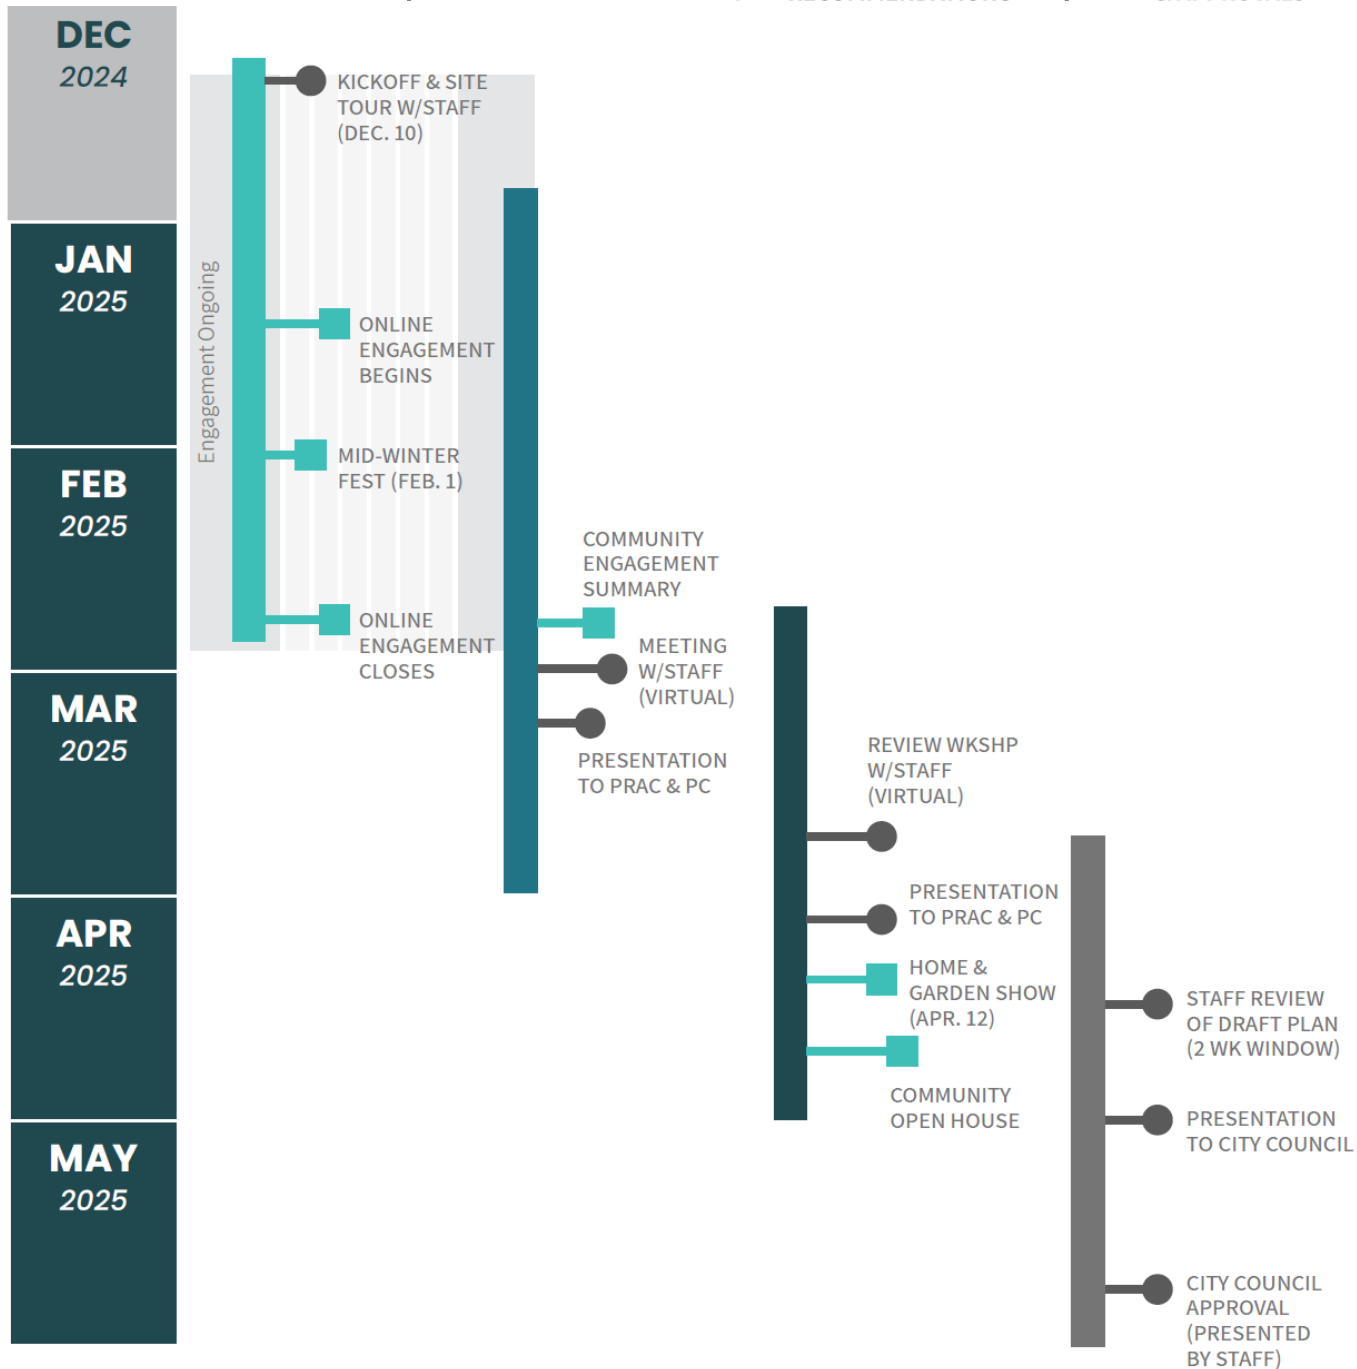 DEC
2024
JAN
2025
FEB
2025
MAR
2025
APR
2025
MAY
2025
Engagement Ongoing
KICKOFF & SITE
TOUR W/STAFF
(DEC. 10)
ONLINE
ENGAGEMENT
BEGINS
MID-WINTER
FEST (FEB. 1)
ONLINE
ENGAGEMENT
CLOSES
COMMUNITY
ENGAGEMENT
SUMMARY
MEETING
W/STAFF
(VIRTUAL)
PRESENTATION
TO PRAC & PC
REVIEW WKSHP
W/STAFF
(VIRTUAL)
PRESENTATION
TO PRAC & PC
HOME &
GARDEN SHOW
(APR. 12)
COMMUNITY
OPEN HOUSE
STAFF REVIEW
OF DRAFT PLAN
(2 WK WINDOW)
PRESENTATION
TO CITY COUNCIL
CITY COUNCIL
APPROVAL
(PRESENTED
BY STAFF)